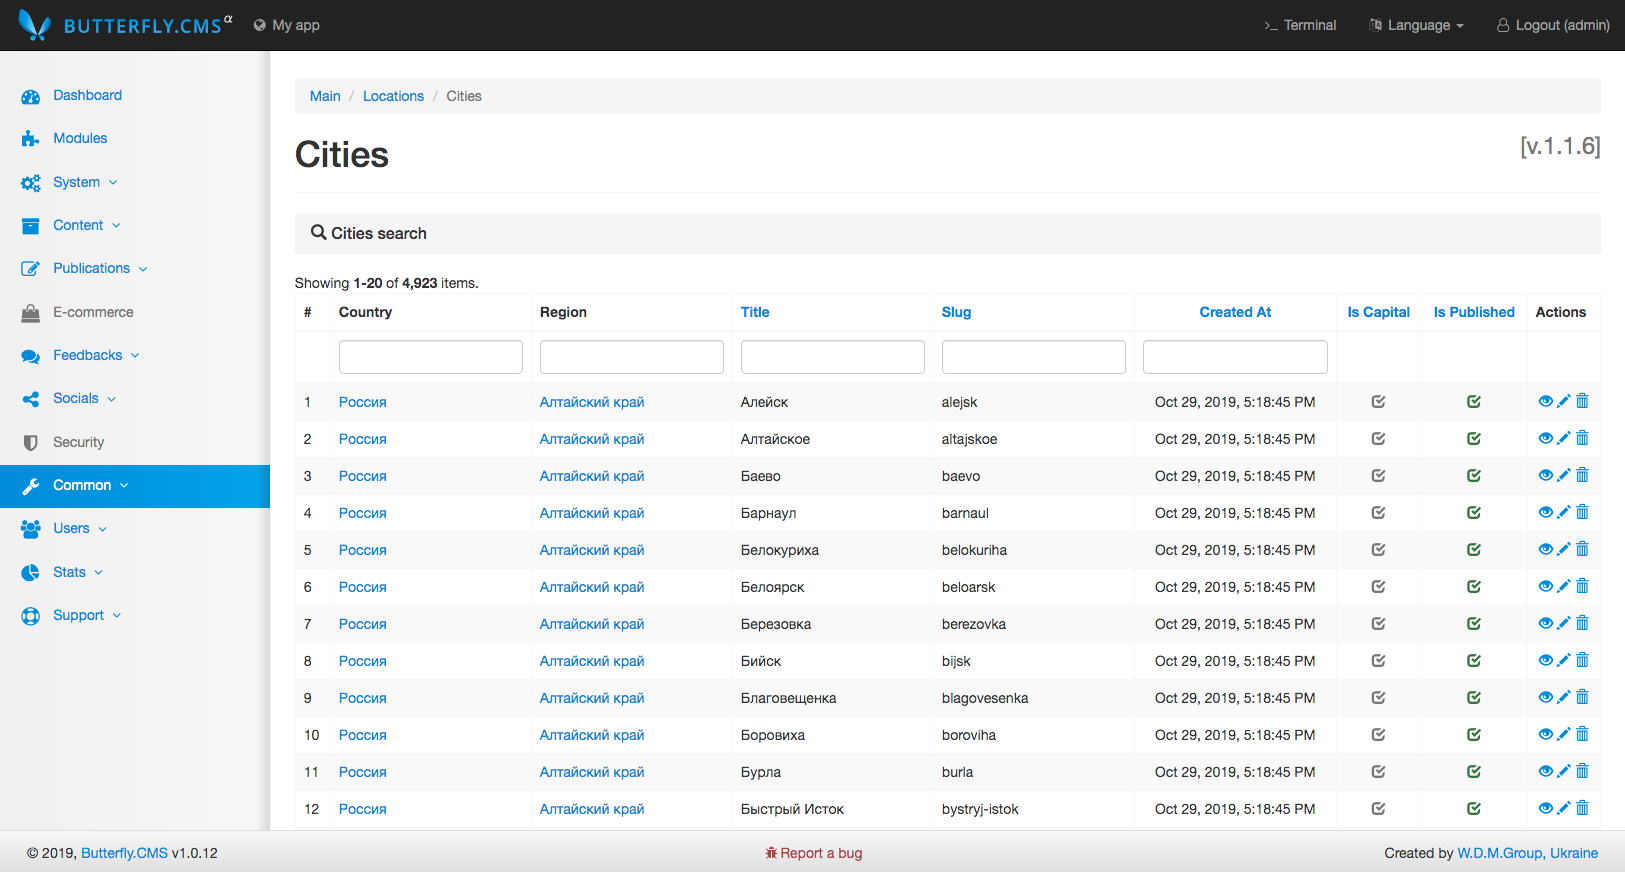 BUTTERFLY.CMS α My app Terminal Language Logout (admin)
Dashboard
Modules
System
Content
Publications
E-commerce
Feedbacks
Socials
Security
Common
Users
Stats
Support
Main / Locations / Cities
Cities [v.1.1.6]
Cities search
Showing 1-20 of 4,923 items.
# Country Region Title Slug Created At Is Capital Is Published Actions
1 Россия Алтайский край Алейск alejsk Oct 29, 2019, 5:18:45 PM
2 Россия Алтайский край Алтайское altajskoe Oct 29, 2019, 5:18:45 PM
3 Россия Алтайский край Баево baevo Oct 29, 2019, 5:18:45 PM
4 Россия Алтайский край Барнаул barnaul Oct 29, 2019, 5:18:45 PM
5 Россия Алтайский край Белокуриха belokuriha Oct 29, 2019, 5:18:45 PM
6 Россия Алтайский край Белоярск beloarsk Oct 29, 2019, 5:18:45 PM
7 Россия Алтайский край Березовка berezovka Oct 29, 2019, 5:18:45 PM
8 Россия Алтайский край Бийск bijsk Oct 29, 2019, 5:18:45 PM
9 Россия Алтайский край Благовещенка blagovesenka Oct 29, 2019, 5:18:45 PM
10 Россия Алтайский край Боровиха boroviha Oct 29, 2019, 5:18:45 PM
11 Россия Алтайский край Бурла burla Oct 29, 2019, 5:18:45 PM
12 Россия Алтайский край Быстрый Исток bystryj-istok Oct 29, 2019, 5:18:45 PM
© 2019, Butterfly.CMS v1.0.12 Report a bug Created by W.D.M.Group, Ukraine